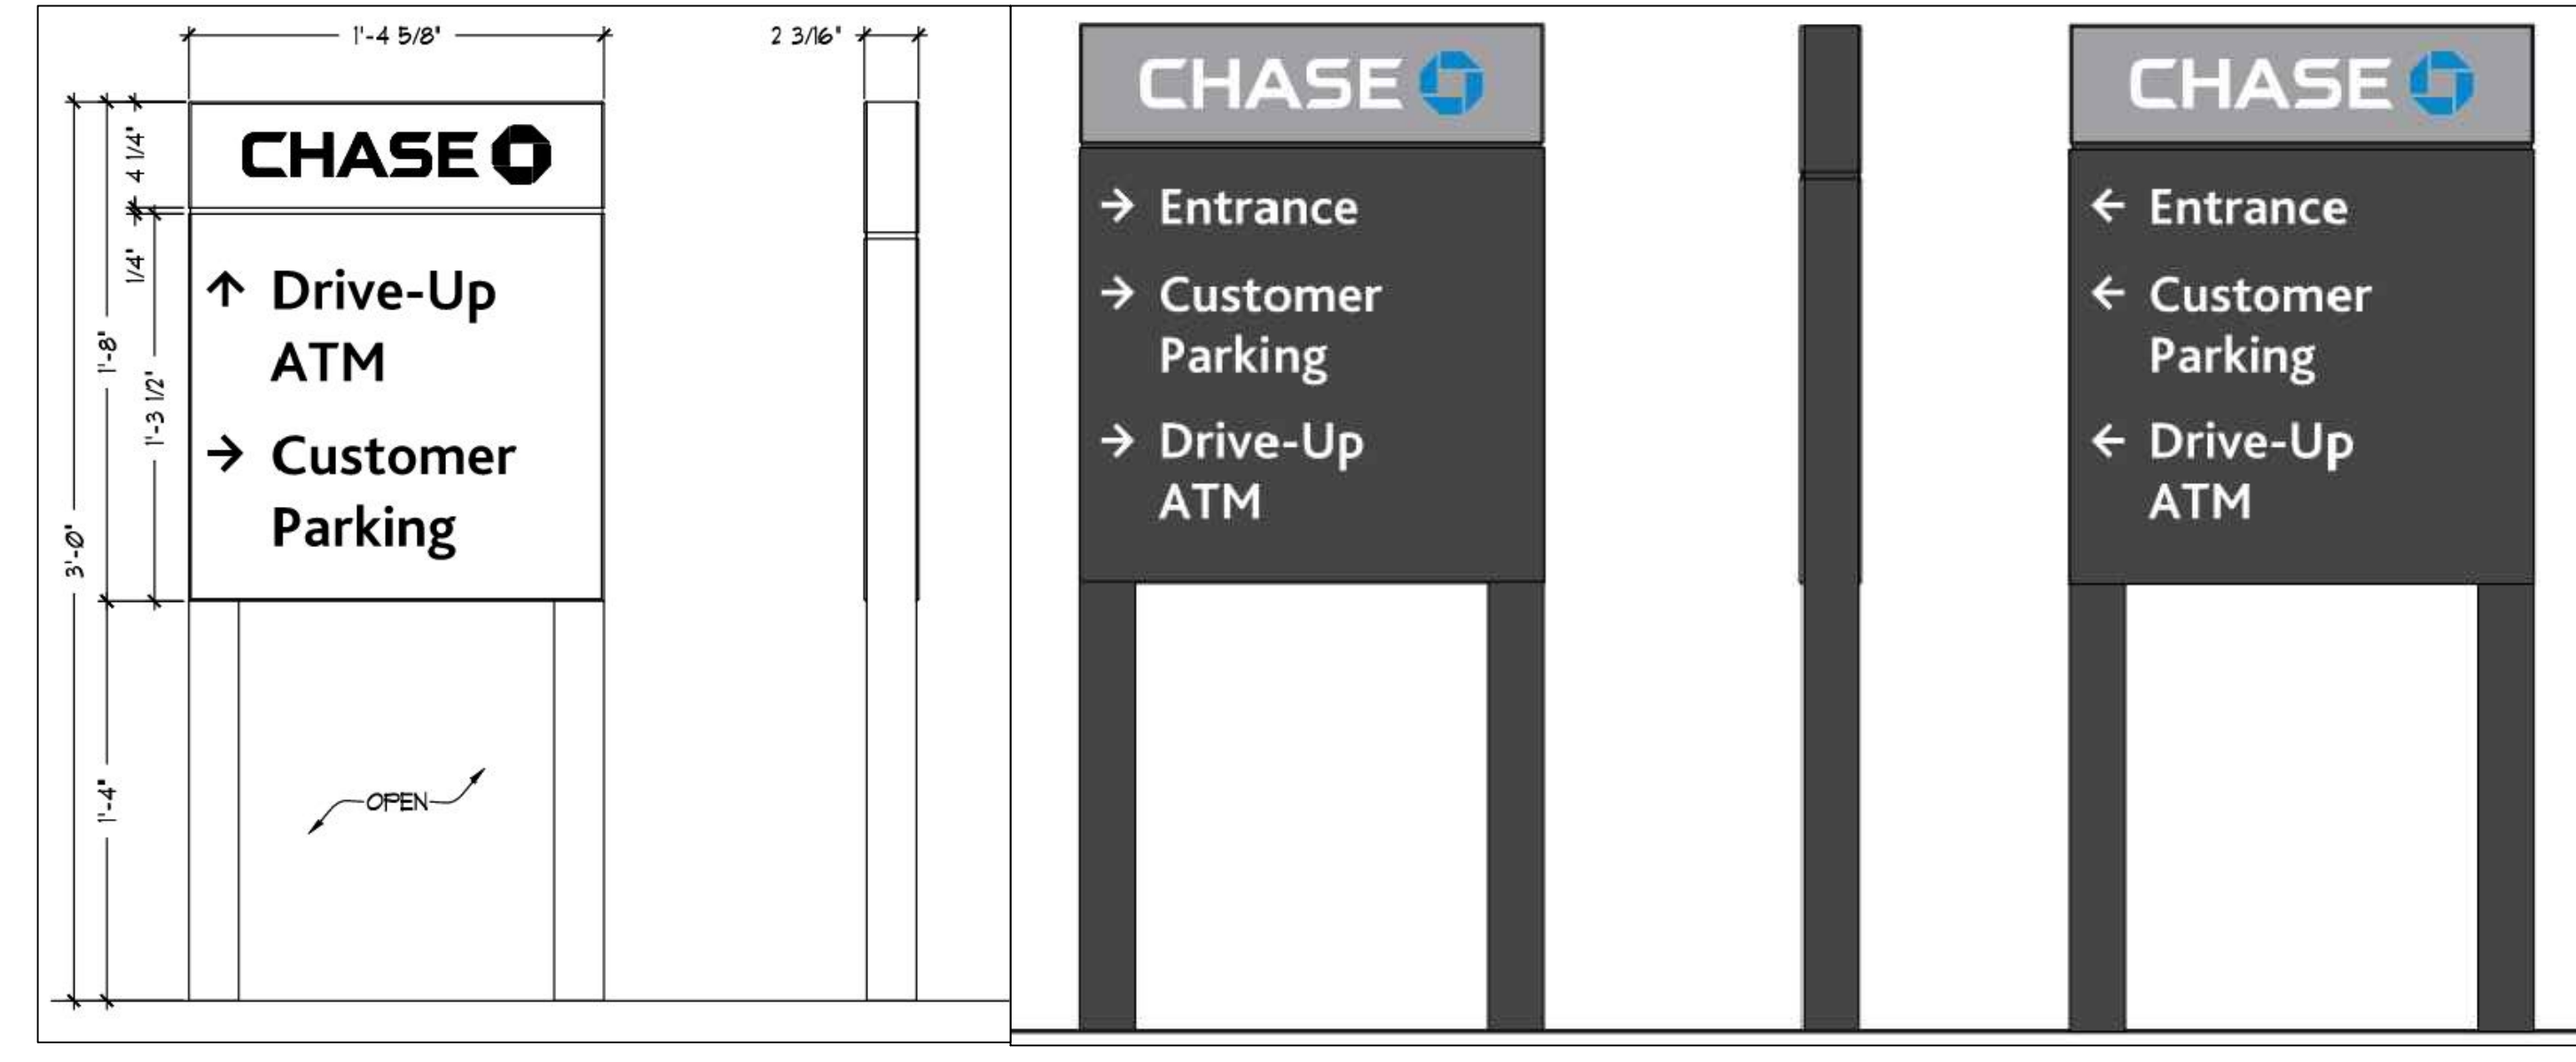 1'-4 5/8"
2 3/16"
4 1/4"
1/4"
1'-8"
1'-3 1/2"
3'-0"
1'-4"
CHASE
↑ Drive-Up
ATM
→ Customer
Parking
OPEN
CHASE
→ Entrance
→ Customer
Parking
→ Drive-Up
ATM
CHASE
← Entrance
← Customer
Parking
← Drive-Up
ATM